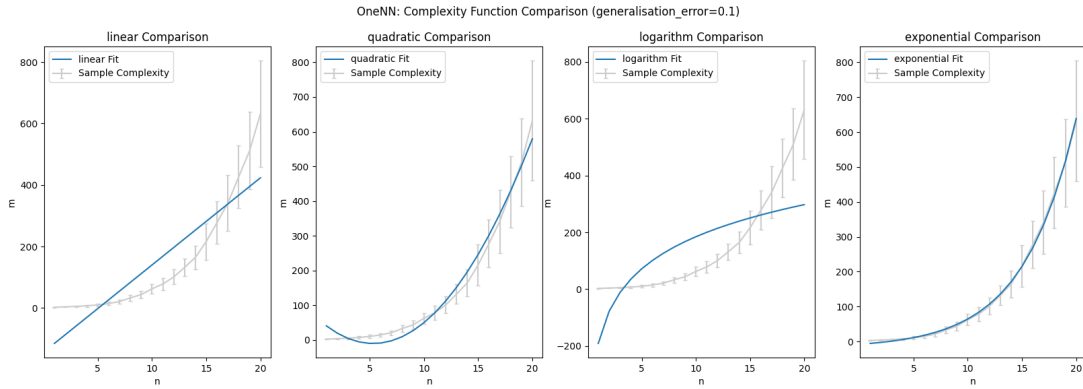 OneNN: Complexity Function Comparison (generalisation_error=0.1)
linear Comparison
linear Fit
Sample Complexity
800
600
400
200
0
m
5
10
15
20
n
quadratic Comparison
quadratic Fit
Sample Complexity
800
700
600
500
400
300
200
100
0
m
5
10
15
20
n
logarithm Comparison
logarithm Fit
Sample Complexity
800
600
400
200
0
−200
m
5
10
15
20
n
exponential Comparison
exponential Fit
Sample Complexity
800
700
600
500
400
300
200
100
0
m
5
10
15
20
n